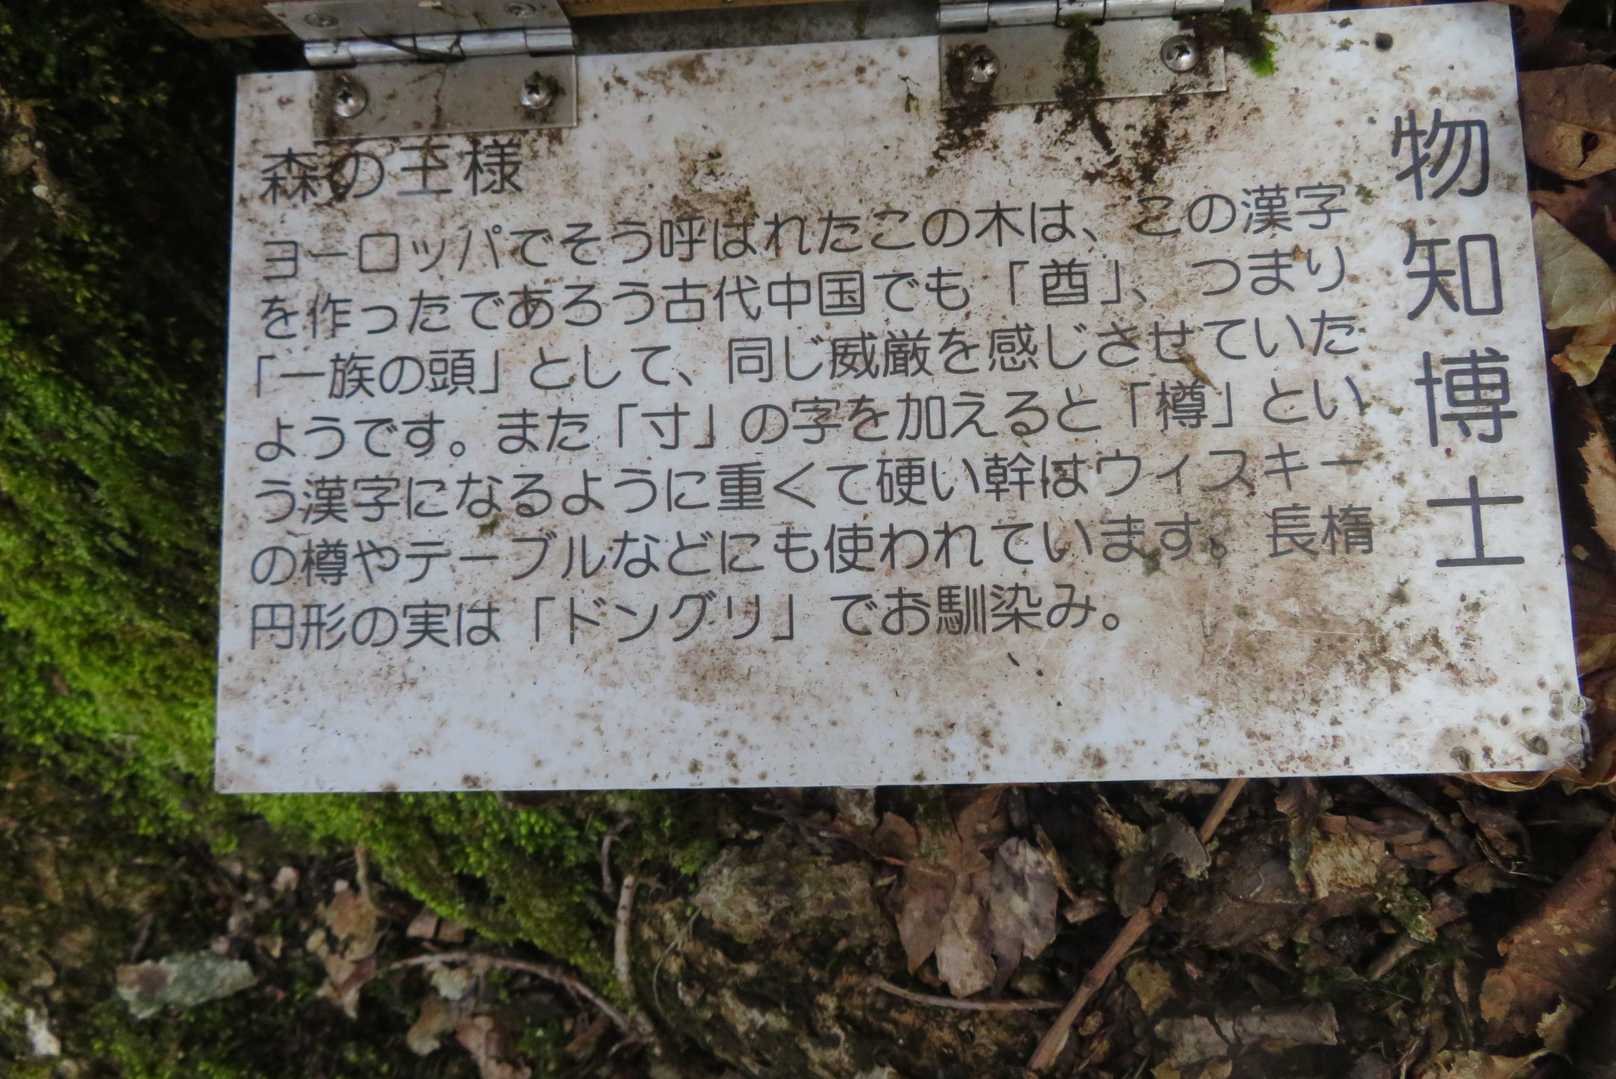 物知博士
森の王様
ヨーロッパでそう呼ばれたこの木は、この漢字
を作ったであろう古代中国でも「酋」、つまり
「一族の頭」として、同じ威厳を感じさせていた
ようです。また「寸」の字を加えると「樽」とい
う漢字になるように重くて硬い幹はウィスキー
の樽やテーブルなどにも使われています。長楕
円形の実は「ドングリ」でお馴染み。